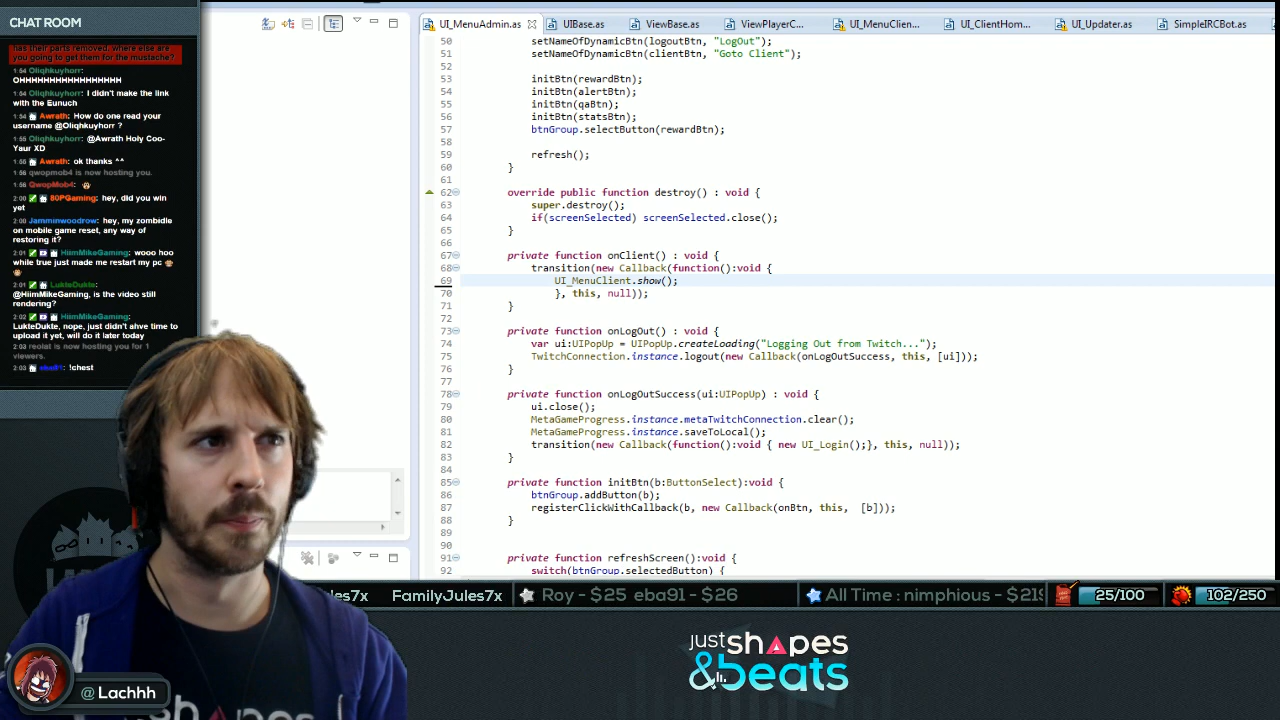 CHAT ROOM
has their parts removed. where else are
you going to get them for the mustache?
1:54 Oliqhkuyhorr:
OHHHHHHHHHHHHHHHHH
1:54 Oliqhkuyhorr: I didn't make the link
with the Eunuch
1:54 Awrath: How do one read your
username @Oliqhkuyhorr ?
1:55 Oliqhkuyhorr: @Awrath Holy Coo-
Yaur XD
1:55 Awrath: ok thanks ^^
1:56 qwopmob4 is now hosting you.
1:56 QwopMob4:
2:00 80PGaming: hey, did you win
yet
2:00 Jamminwoodrow: hey, my zombidle
on mobile game reset, any way of
restoring it?
2:01 HiimMikeGaming: wooo hoo
while true just made me restart my pc
2:01 LukteDukte:
@HiimMikeGaming, is the video still
rendering?
2:02 HiimMikeGaming:
LukteDukte, nope, just didn't ahve time to
upload it yet, will do it later today
2:03 reolat is now hosting you for 1
viewers.
2:03 eba91: !chest
UI_MenuAdmin.as UIBase.as ViewBase.as ViewPlayerC... UI_MenuClien... UI_ClientHom... UI_Updater.as SimpleIRCBot.as
50 setNameOfDynamicBtn(logoutBtn, "LogOut");
51 setNameOfDynamicBtn(clientBtn, "Goto Client");
52
53 initBtn(rewardBtn);
54 initBtn(alertBtn);
55 initBtn(qaBtn);
56 initBtn(statsBtn);
57 btnGroup.selectButton(rewardBtn);
58
59 refresh();
60 }
61
62 override public function destroy() : void {
63 super.destroy();
64 if(screenSelected) screenSelected.close();
65 }
66
67 private function onClient() : void {
68 transition(new Callback(function():void {
69 UI_MenuClient.show();
70 }, this, null));
71 }
72
73 private function onLogOut() : void {
74 var ui:UIPopUp = UIPopUp.createLoading("Logging Out from Twitch...");
75 TwitchConnection.instance.logout(new Callback(onLogOutSuccess, this, [ui]));
76 }
77
78 private function onLogOutSuccess(ui:UIPopUp) : void {
79 ui.close();
80 MetaGameProgress.instance.metaTwitchConnection.clear();
81 MetaGameProgress.instance.saveToLocal();
82 transition(new Callback(function():void { new UI_Login();}, this, null));
83 }
84
85 private function initBtn(b:ButtonSelect):void {
86 btnGroup.addButton(b);
87 registerClickWithCallback(b, new Callback(onBtn, this, [b]));
88 }
89
90
91 private function refreshScreen():void {
92 switch(btnGroup.selectedButton) {
ules7x FamilyJules7x Roy - $25 eba91 - $26 All Time : nimphious - $219 25/100 102/250
just
shapes
&beats
@Lachhh
shapes